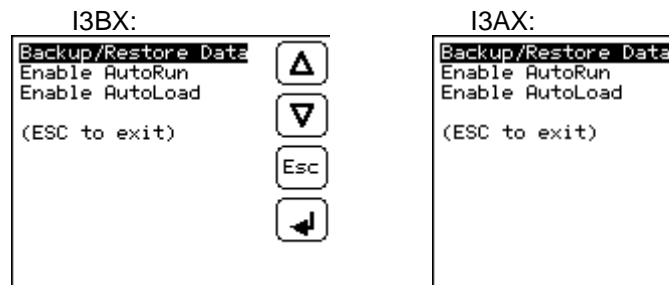 I3BX:
Backup/Restore Data
Enable AutoRun
Enable AutoLoad
(ESC to exit)
Esc
I3AX:
Backup/Restore Data
Enable AutoRun
Enable AutoLoad
(ESC to exit)